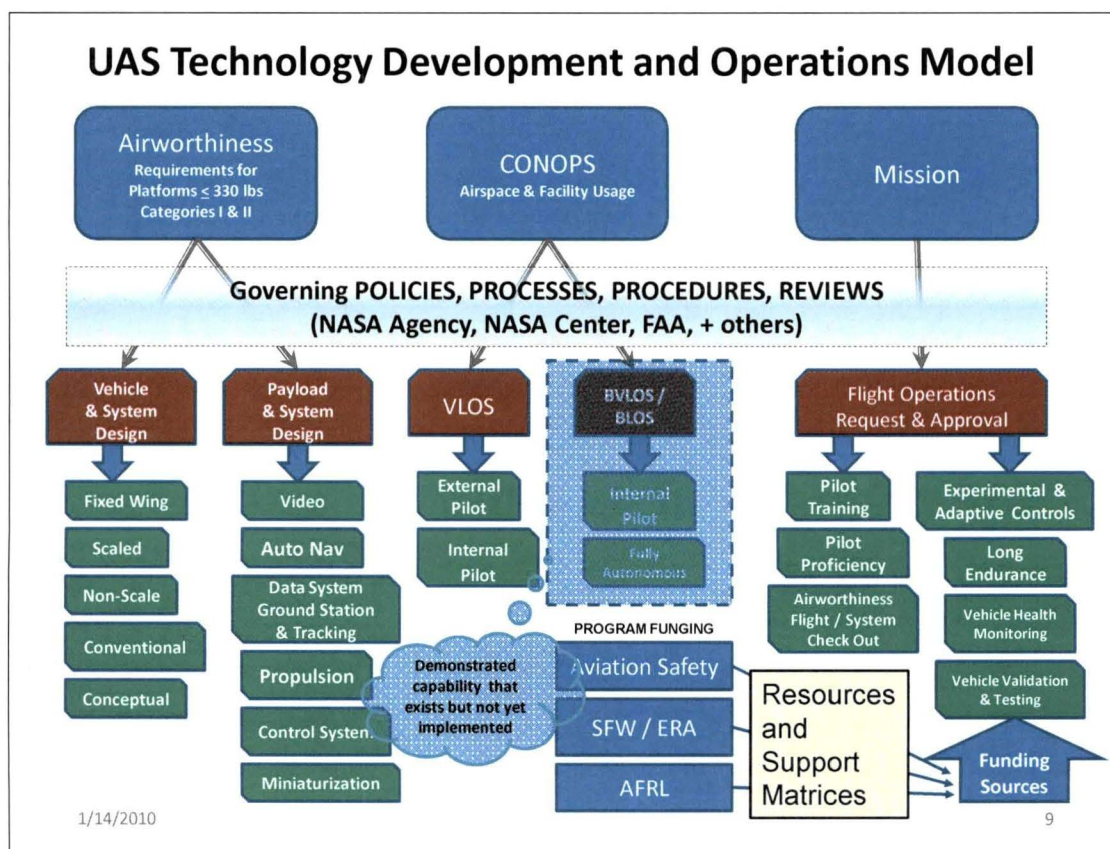 UAS Technology Development and Operations Model
Airworthiness
Requirements for
Platforms ≤ 330 lbs
Categories I & II
CONOPS
Airspace & Facility Usage
Mission
Governing POLICIES, PROCESSES, PROCEDURES, REVIEWS
(NASA Agency, NASA Center, FAA, + others)
Vehicle
& System
Design
Fixed Wing
Scaled
Non-Scale
Conventional
Conceptual
Payload
& System
Design
Video
Auto Nav
Data System
Ground Station
& Tracking
Propulsion
Control System
Miniaturization
VLOS
External
Pilot
Internal
Pilot
BVLOS /
BLOS
Internal
Pilot
Fully
Autonomous
Demonstrated
capability that
exists but not yet
implemented
PROGRAM FUNGING
Aviation Safety
SFW / ERA
AFRL
Resources
and
Support
Matrices
Flight Operations
Request & Approval
Pilot
Training
Pilot
Proficiency
Airworthiness
Flight / System
Check Out
Experimental &
Adaptive Controls
Long
Endurance
Vehicle Health
Monitoring
Vehicle Validation
& Testing
Funding
Sources
1/14/2010
9